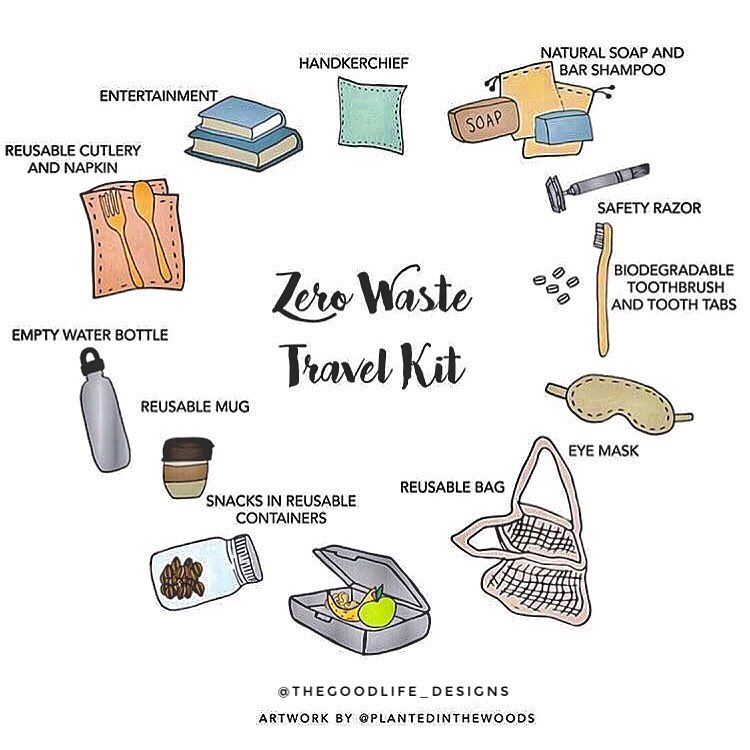 HANDKERCHIEF
NATURAL SOAP AND
BAR SHAMPOO
SOAP
SAFETY RAZOR
BIODEGRADABLE
TOOTHBRUSH
AND TOOTH TABS
EYE MASK
REUSABLE BAG
SNACKS IN REUSABLE
CONTAINERS
REUSABLE MUG
EMPTY WATER BOTTLE
REUSABLE CUTLERY
AND NAPKIN
ENTERTAINMENT
Zero Waste
Travel Kit
@THEGOODLIFE_DESIGNS
ARTWORK BY @PLANTEDINTHEWOODS